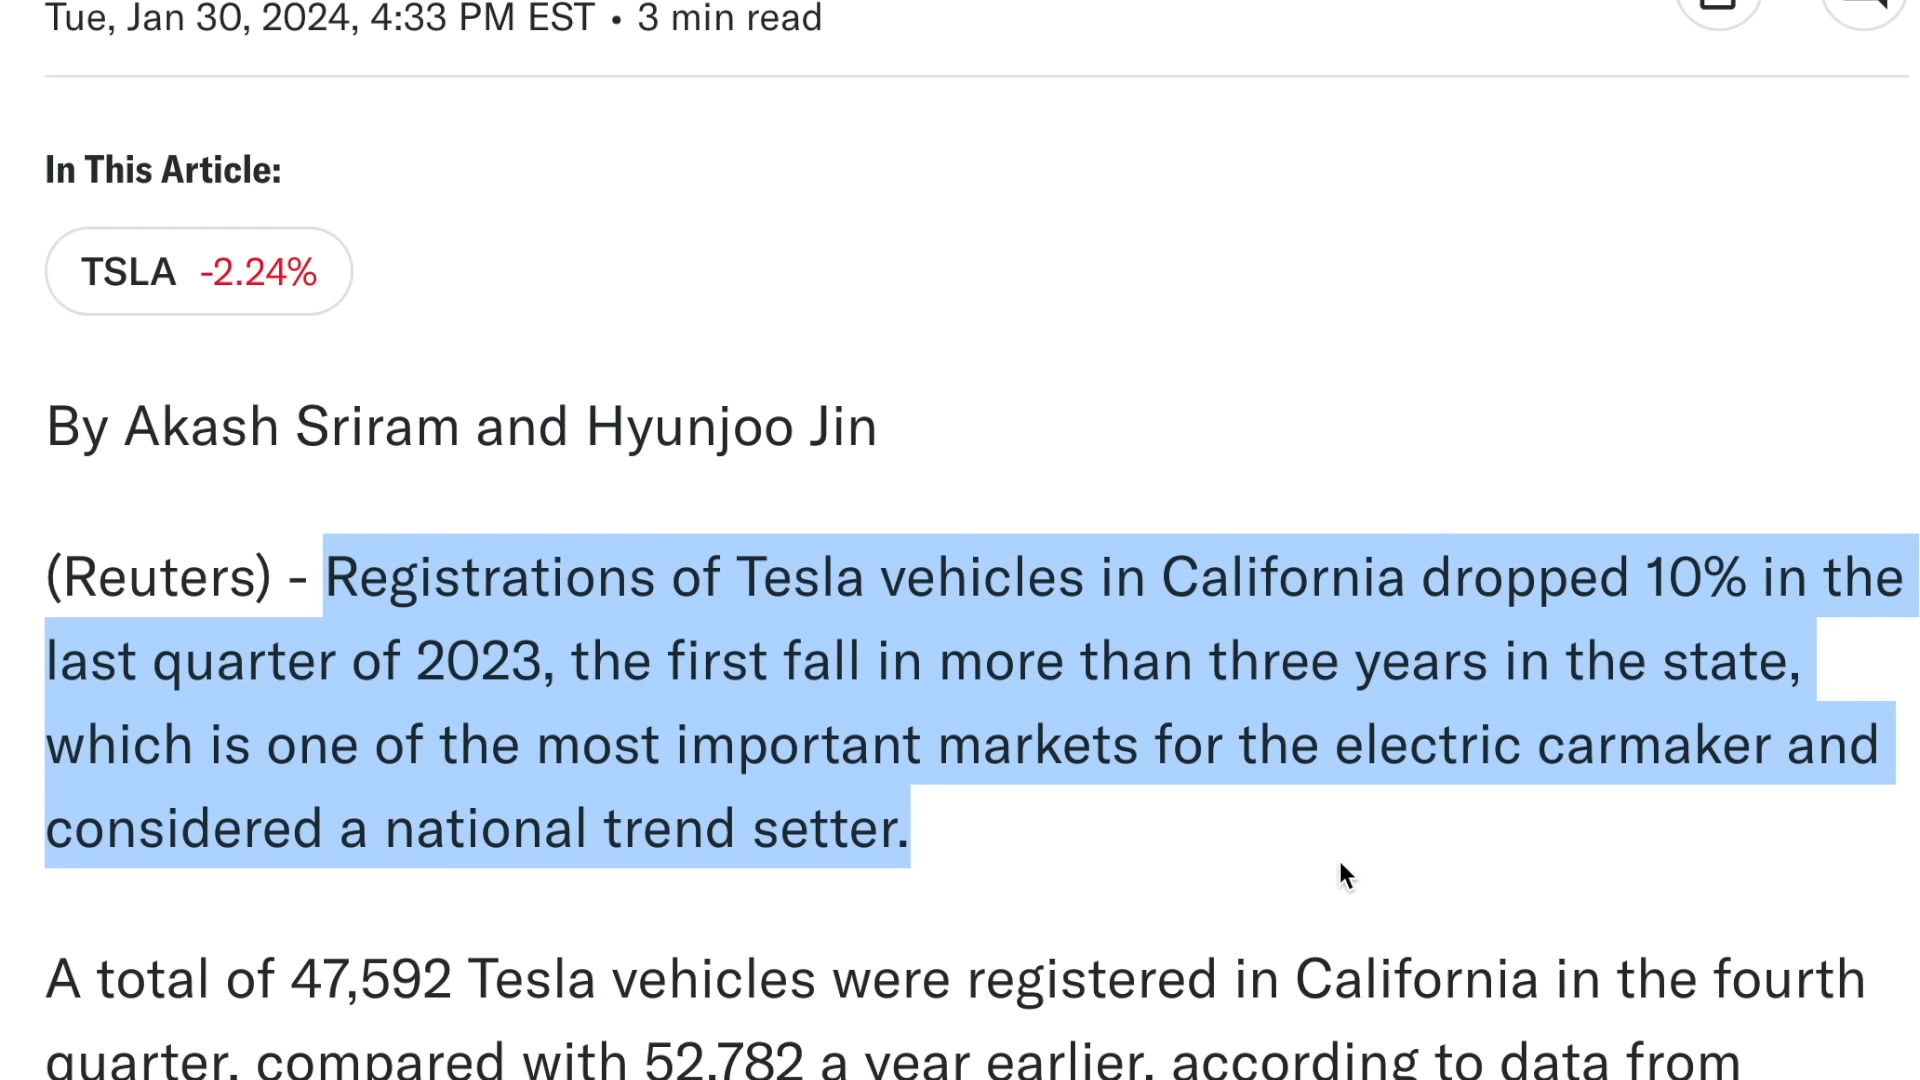 Tue, Jan 30, 2024, 4:33 PM EST • 3 min read
In This Article:
TSLA -2.24%
By Akash Sriram and Hyunjoo Jin
(Reuters) - Registrations of Tesla vehicles in California dropped 10% in the
last quarter of 2023, the first fall in more than three years in the state,
which is one of the most important markets for the electric carmaker and
considered a national trend setter.
A total of 47,592 Tesla vehicles were registered in California in the fourth
quarter, compared with 52,782 a year earlier, according to data from